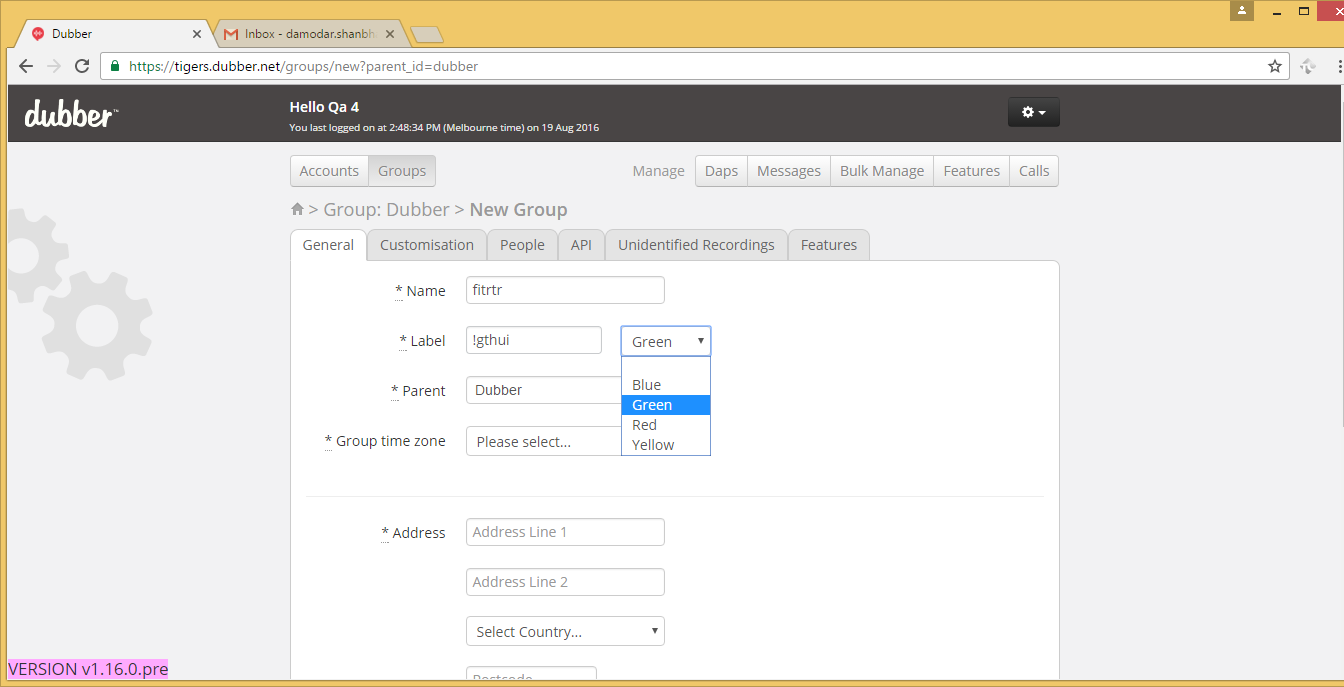 Dubber
Inbox - damodar.shanbh
https://tigers.dubber.net/groups/new?parent_id=dubber
dubber™
Hello Qa 4
You last logged on at 2:48:34 PM (Melbourne time) on 19 Aug 2016
Accounts Groups Manage Daps Messages Bulk Manage Features Calls
> Group: Dubber > New Group
General Customisation People API Unidentified Recordings Features
* Name fitrtr
* Label !gthui Green
Blue
Green
Red
Yellow
* Parent Dubber
* Group time zone Please select...
* Address Address Line 1
Address Line 2
Select Country...
Postcode
VERSION v1.16.0.pre